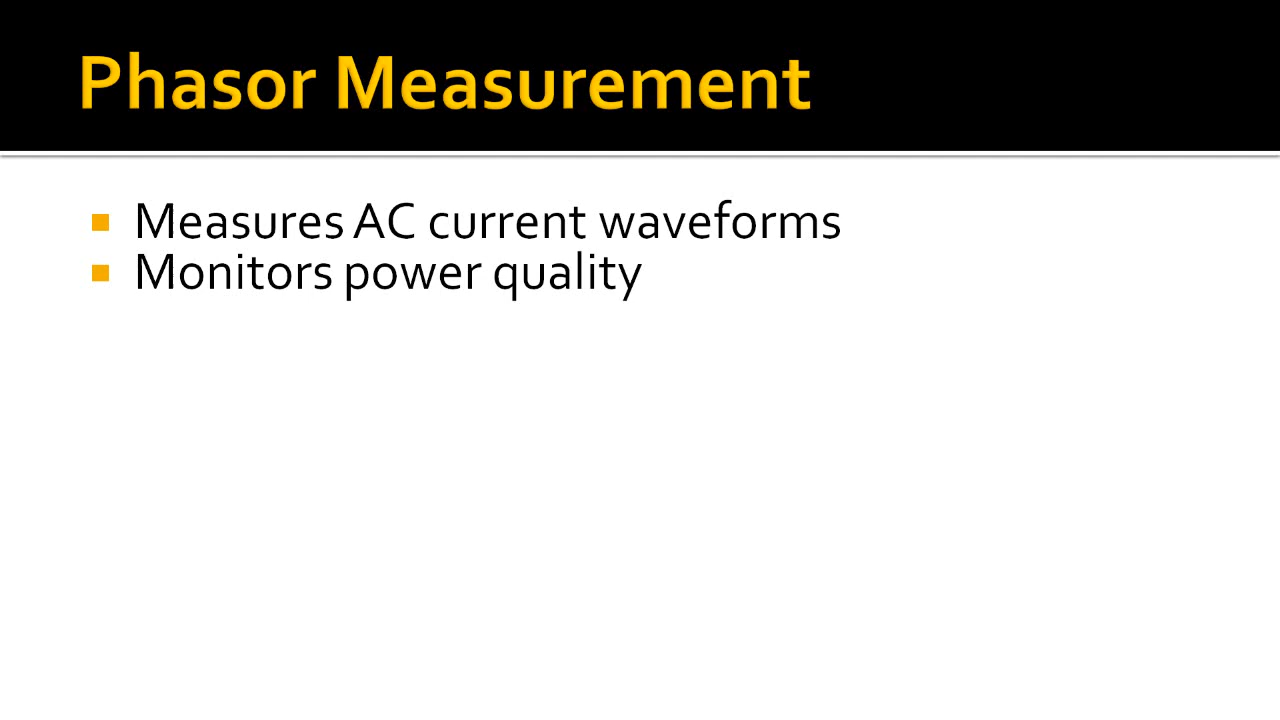 Phasor Measurement
Measures AC current waveforms
Monitors power quality